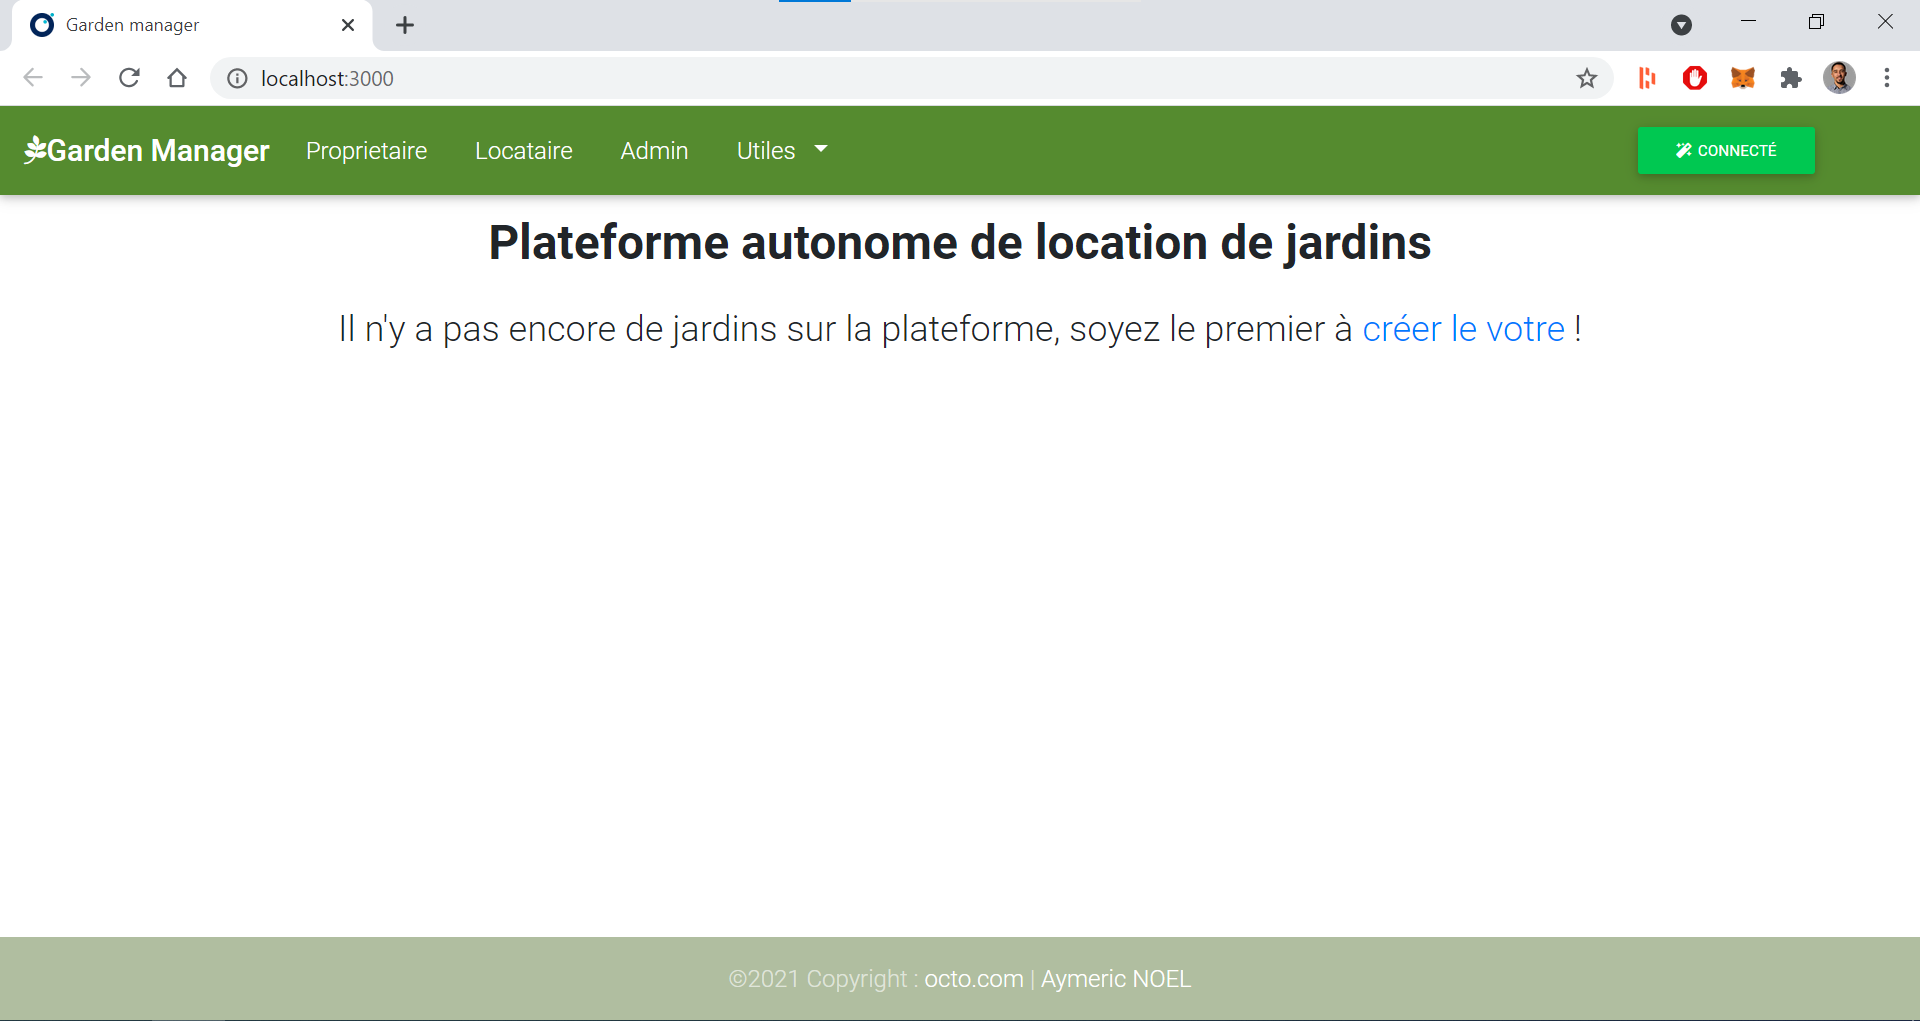 Garden manager
localhost:3000
Garden Manager Proprietaire Locataire Admin Utiles CONNECTÉ
Plateforme autonome de location de jardins
Il n'y a pas encore de jardins sur la plateforme, soyez le premier à créer le votre !
©2021 Copyright : octo.com | Aymeric NOEL